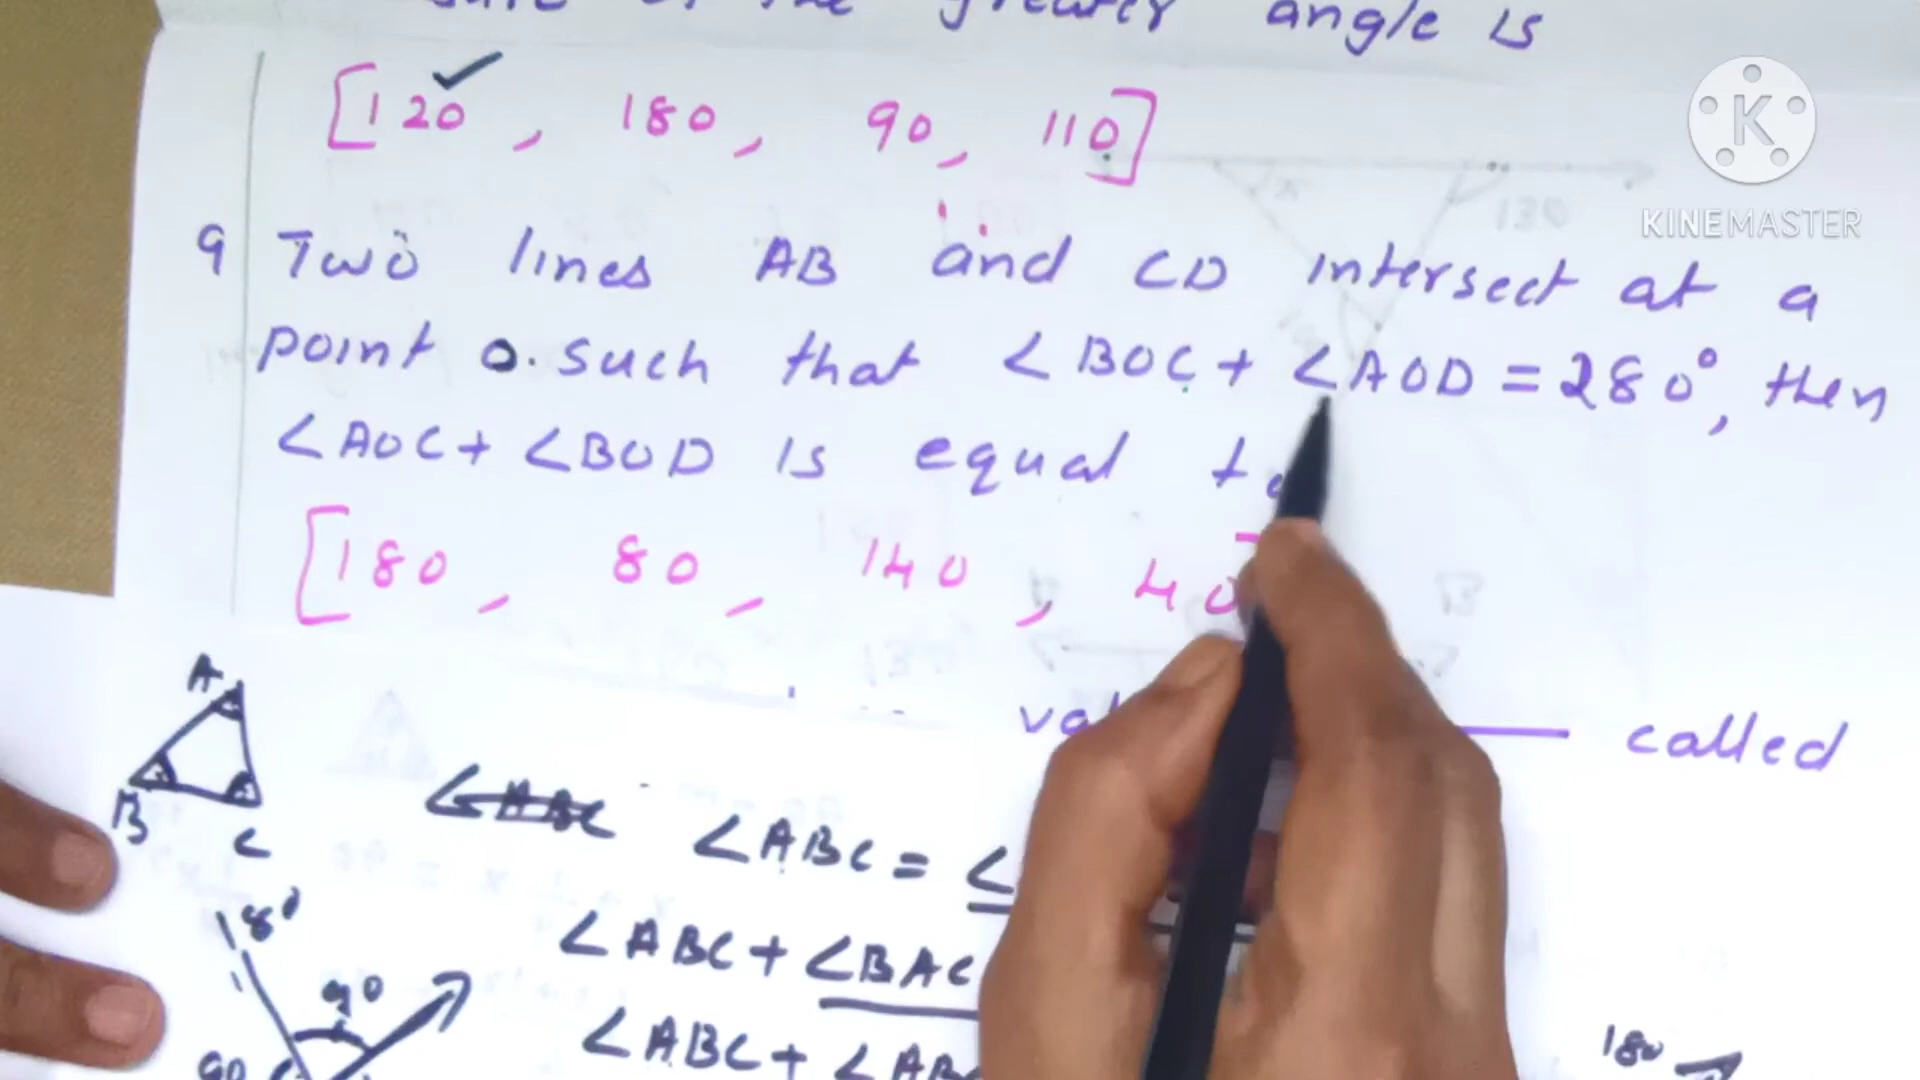 the greater angle is
[120, 180, 90, 110]
9 Two lines AB and CD intersect at a
point O. such that ∠BOC + ∠AOD = 280°, then
∠AOC + ∠BOD is equal to
[180, 80, 140, 40]
called
A
B
C
∠ABC = ∠
∠ABC + ∠BAC
∠ABC +
180
90
90
180
KINEMASTER